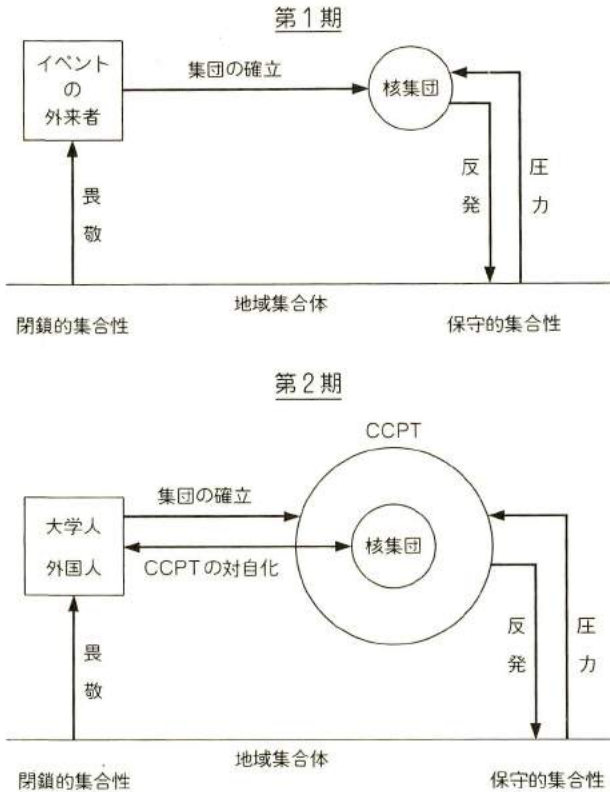 第1期
イベント
の
外来者
集団の確立
核集団
畏敬
反発
圧力
地域集合体
閉鎖的集合性
保守的集合性
第2期
CCPT
集団の確立
大学人
外国人
核集団
CCPTの対自化
畏敬
反発
圧力
地域集合体
閉鎖的集合性
保守的集合性